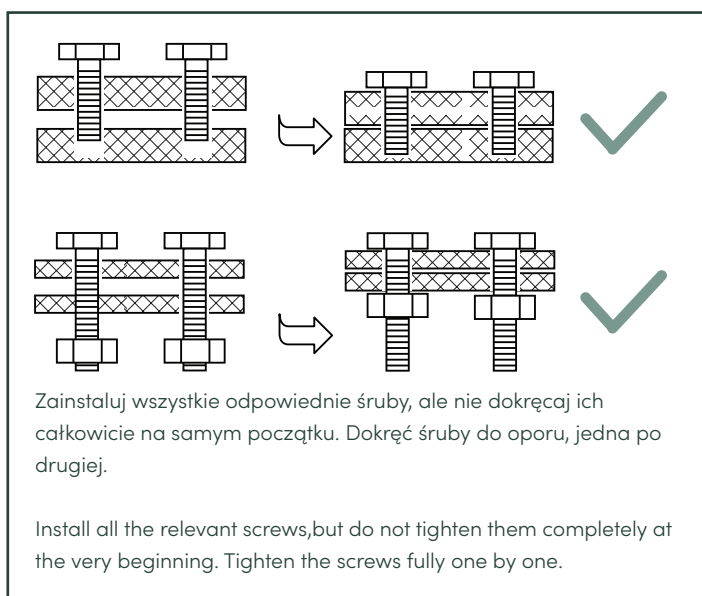 Zainstaluj wszystkie odpowiednie śruby, ale nie dokręcaj ich
całkowicie na samym początku. Dokręć śruby do oporu, jedna po
drugiej.
Install all the relevant screws,but do not tighten them completely at
the very beginning. Tighten the screws fully one by one.